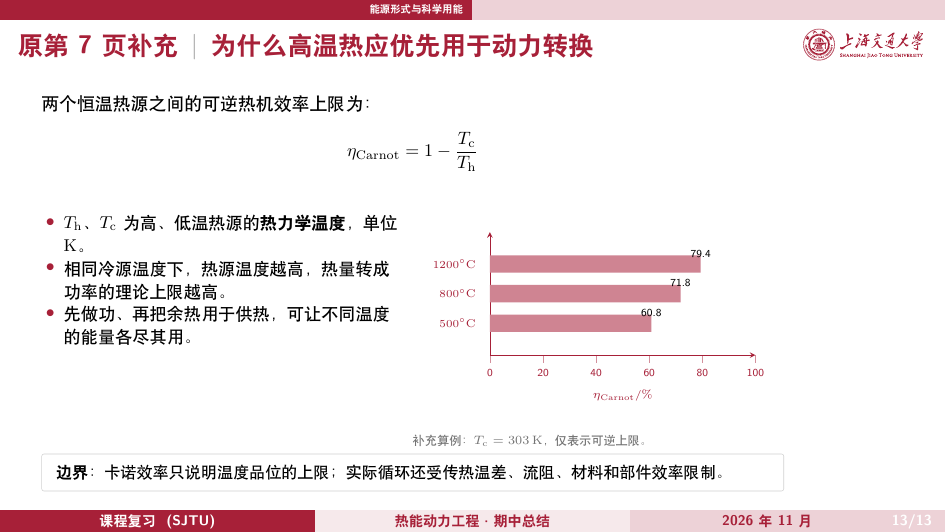 能源形式与科学用能
原第 7 页补充 | 为什么高温热应优先用于动力转换
上海交通大学
SHANGHAI JIAO TONG UNIVERSITY
两个恒温热源之间的可逆热机效率上限为：
η_Carnot = 1 − T_c / T_h
• T_h、T_c 为高、低温热源的热力学温度，单位
K。
• 相同冷源温度下，热源温度越高，热量转成
功率的理论上限越高。
• 先做功、再把余热用于供热，可让不同温度
的能量各尽其用。
1200°C 79.4
800°C 71.8
500°C 60.8
0 20 40 60 80 100
η_Carnot/%
补充算例：T_c = 303 K，仅表示可逆上限。
边界：卡诺效率只说明温度品位的上限；实际循环还受传热温差、流阻、材料和部件效率限制。
课程复习 (SJTU) 热能动力工程 · 期中总结 2026 年 11 月 13/13